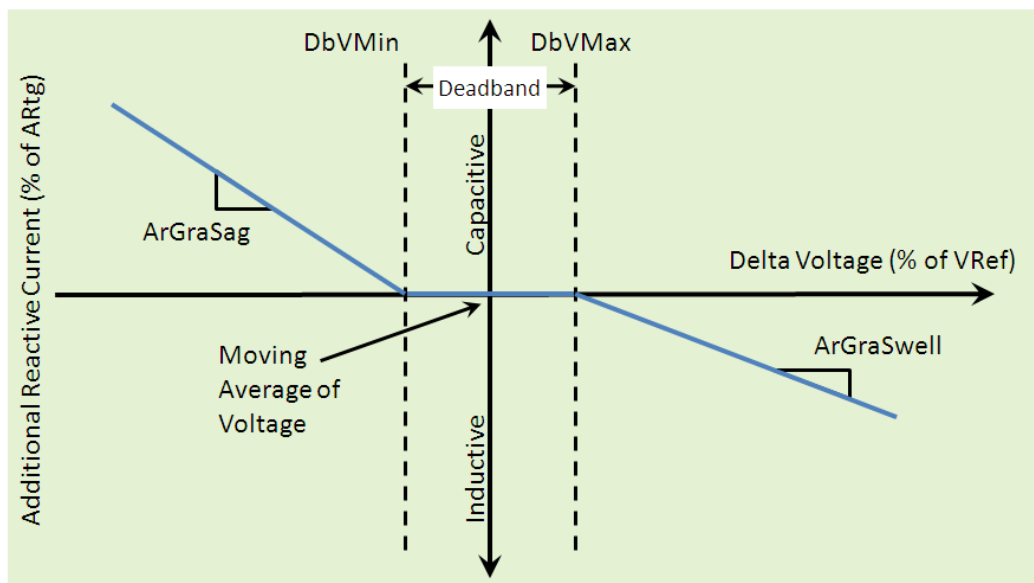 DbVMin
DbVMax
Deadband
Additional Reactive Current (% of ARtg)
Capacitive
ArGraSag
Delta Voltage (% of VRef)
Moving
Average of
Voltage
ArGraSwell
Inductive